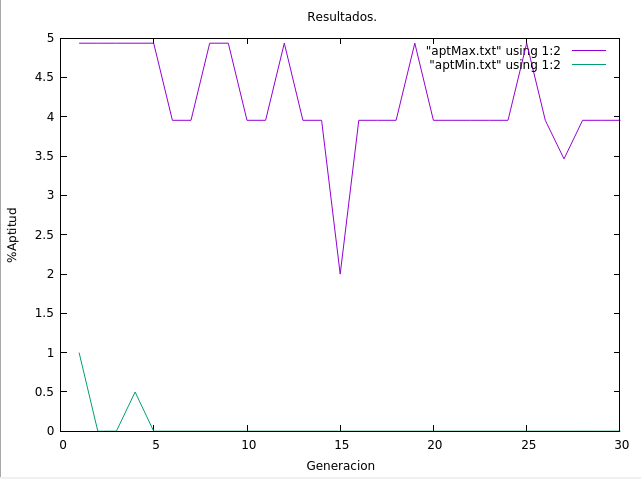 Resultados.
"aptMax.txt" using 1:2
"aptMin.txt" using 1:2
%Aptitud
5
4.5
4
3.5
3
2.5
2
1.5
1
0.5
0
0 5 10 15 20 25 30
Generacion